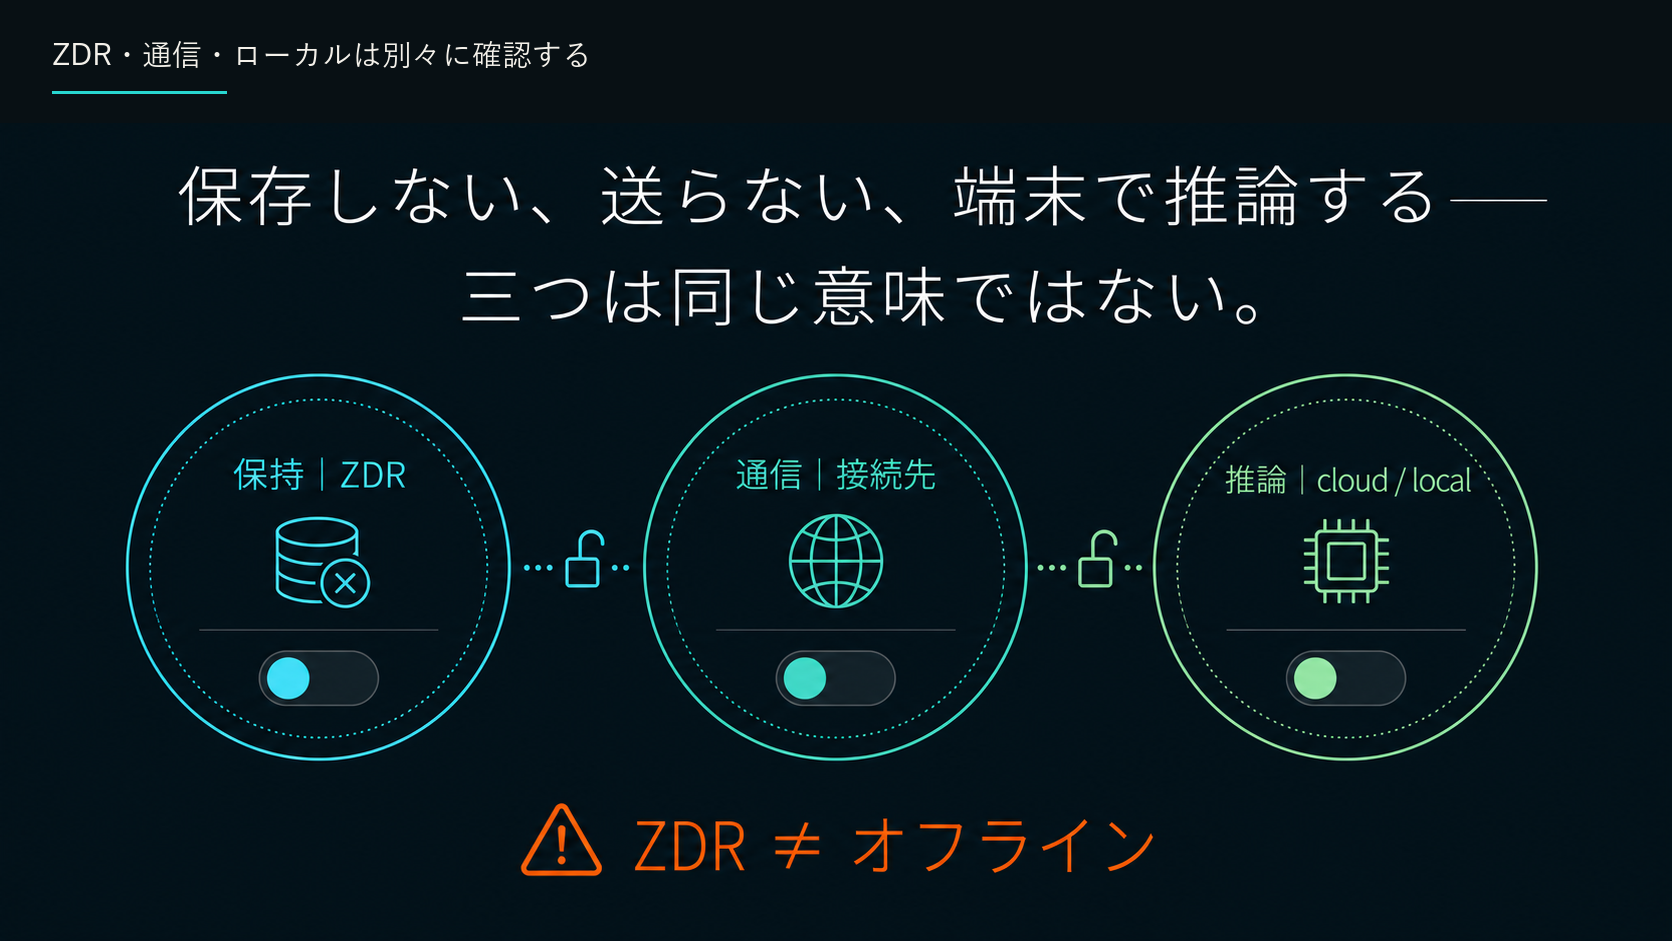 ZDR・通信・ローカルは別々に確認する
保存しない、送らない、端末で推論する——
三つは同じ意味ではない。
保持｜ZDR
通信｜接続先
推論｜cloud / local
ZDR ≠ オフライン